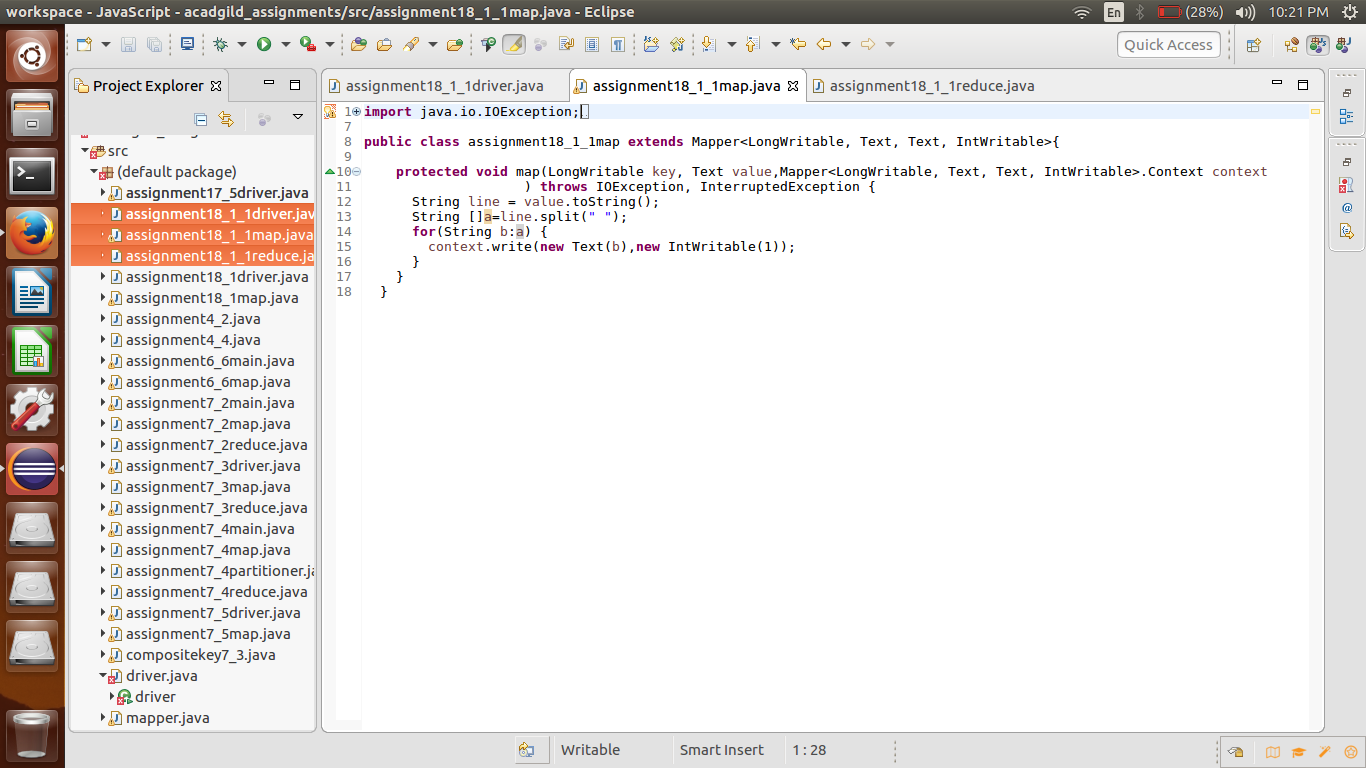 workspace - JavaScript - acadgild_assignments/src/assignment18_1_1map.java - Eclipse
En
(28%)
10:21 PM
Quick Access
Project Explorer
src
(default package)
assignment17_5driver.java
assignment18_1_1driver.jav
assignment18_1_1map.java
assignment18_1_1reduce.ja
assignment18_1driver.java
assignment18_1map.java
assignment4_2.java
assignment4_4.java
assignment6_6main.java
assignment6_6map.java
assignment7_2main.java
assignment7_2map.java
assignment7_2reduce.java
assignment7_3driver.java
assignment7_3map.java
assignment7_3reduce.java
assignment7_4main.java
assignment7_4map.java
assignment7_4partitioner.ja
assignment7_4reduce.java
assignment7_5driver.java
assignment7_5map.java
compositekey7_3.java
driver.java
driver
mapper.java
assignment18_1_1driver.java
assignment18_1_1map.java
assignment18_1_1reduce.java
1 import java.io.IOException;
7
8 public class assignment18_1_1map extends Mapper<LongWritable, Text, Text, IntWritable>{
9
10 protected void map(LongWritable key, Text value,Mapper<LongWritable, Text, Text, IntWritable>.Context context
11 ) throws IOException, InterruptedException {
12 String line = value.toString();
13 String []a=line.split(" ");
14 for(String b:a) {
15 context.write(new Text(b),new IntWritable(1));
16 }
17 }
18 }
Writable
Smart Insert
1 : 28